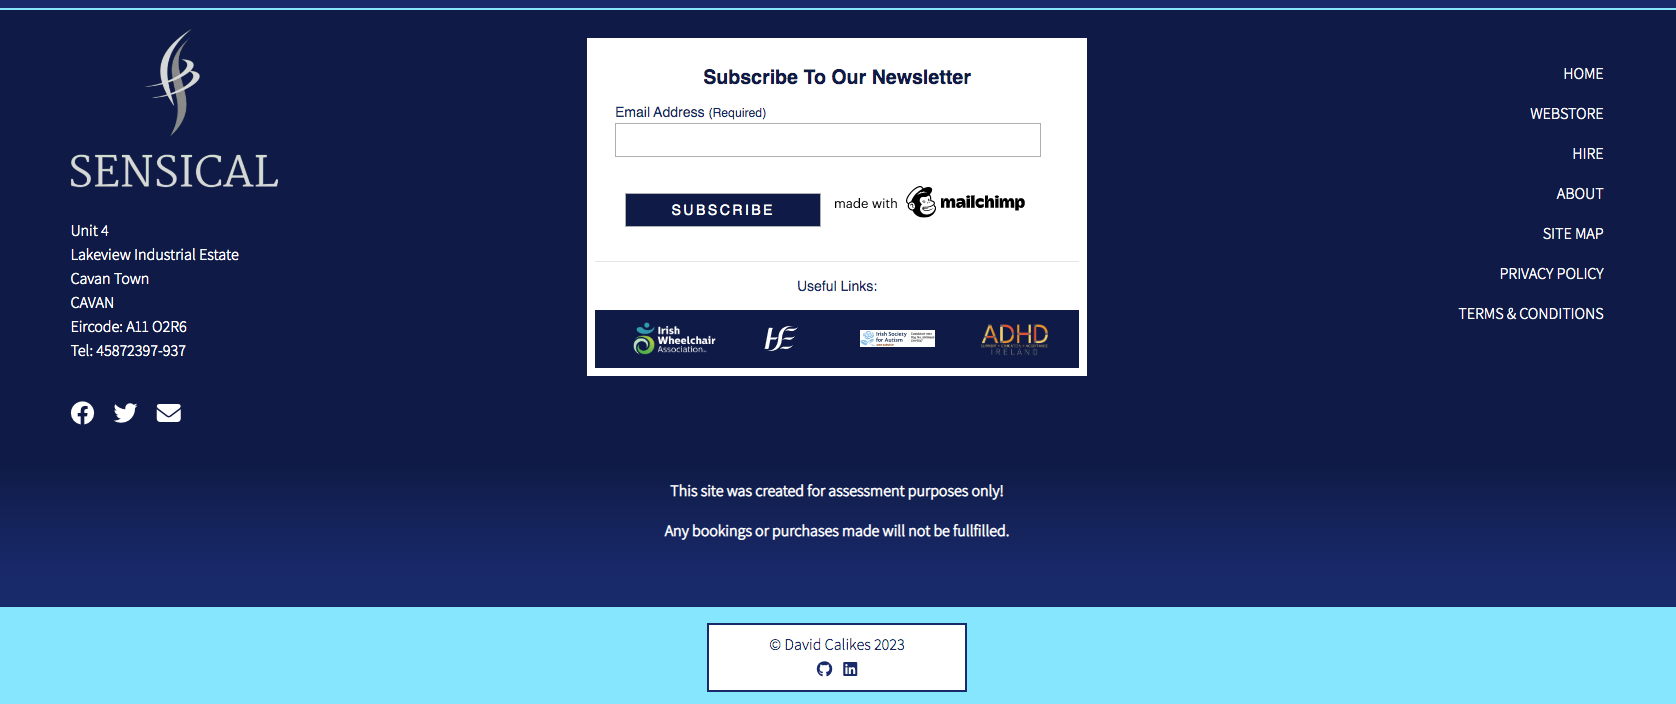 SENSICAL
Unit 4
Lakeview Industrial Estate
Cavan Town
CAVAN
Eircode: A11 O2R6
Tel: 45872397-937
Subscribe To Our Newsletter
Email Address (Required)
SUBSCRIBE
made with mailchimp
Useful Links:
Irish
Wheelchair
Association
HSE
Irish Society
for Autism
ADHD
IRELAND
HOME
WEBSTORE
HIRE
ABOUT
SITE MAP
PRIVACY POLICY
TERMS & CONDITIONS
This site was created for assessment purposes only!
Any bookings or purchases made will not be fullfilled.
© David Calikes 2023